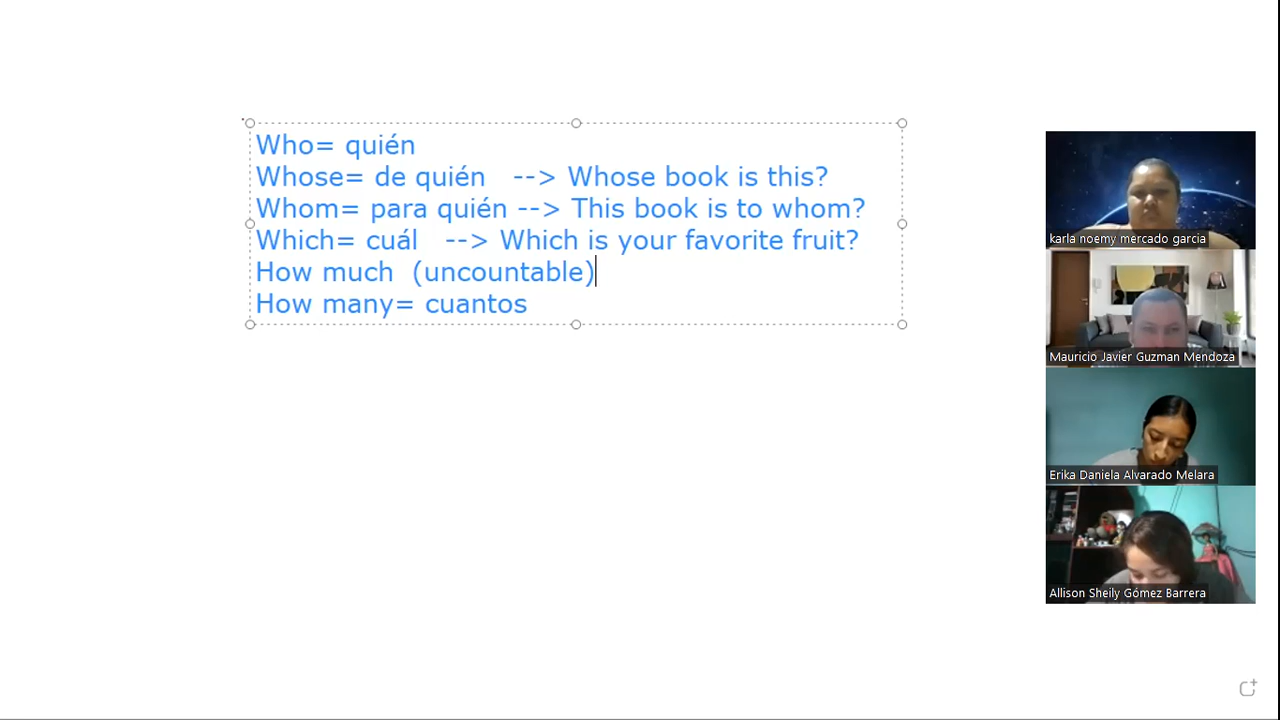 Who= quién
Whose= de quién --> Whose book is this?
Whom= para quién --> This book is to whom?
Which= cuál --> Which is your favorite fruit?
How much (uncountable)
How many= cuantos
karla noemy mercado garcia
Mauricio Javier Guzman Mendoza
Erika Daniela Alvarado Melara
Allison Sheily Gómez Barrera